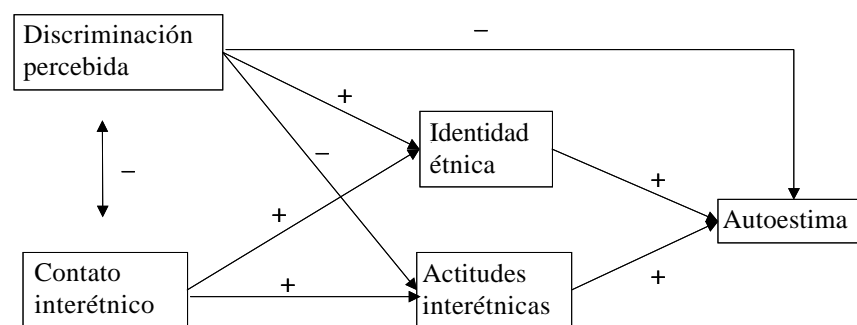 Discriminación
percebida
–
+
Identidad
étnica
–
–
+
+
Autoestima
Contato
interétnico
+
Actitudes
interétnicas
+